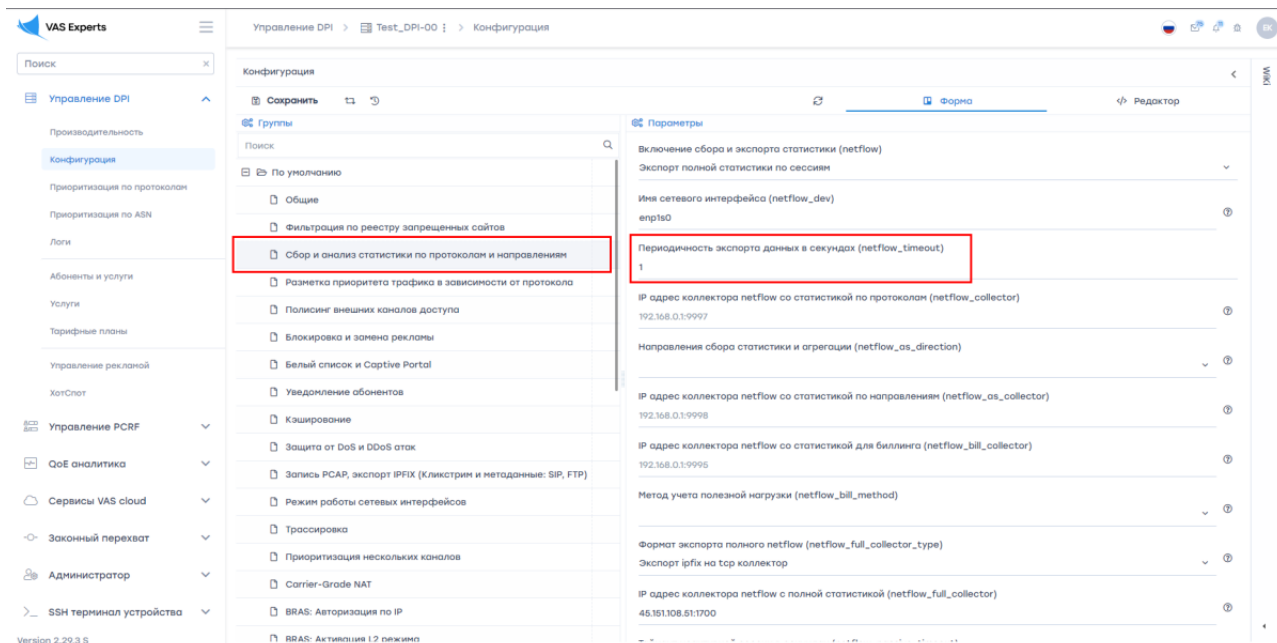 VAS Experts
Управление DPI > Test_DPI-00 > Конфигурация
EK
Поиск
Управление DPI
Производительность
Конфигурация
Приоритизация по протоколам
Приоритизация по ASN
Логи
Абоненты и услуги
Услуги
Тарифные планы
Управление рекламой
ХотСпот
Управление PCRF
QoE аналитика
Сервисы VAS cloud
Законный перехват
Администратор
SSH терминал устройства
Version 2.29.3 S
Конфигурация
Сохранить
Форма
Редактор
Wiki
Группы
Поиск
По умолчанию
Общие
Фильтрация по реестру запрещенных сайтов
Сбор и анализ статистики по протоколам и направлениям
Разметка приоритета трафика в зависимости от протокола
Полисинг внешних каналов доступа
Блокировка и замена рекламы
Белый список и Captive Portal
Уведомление абонентов
Кэширование
Защита от DoS и DDoS атак
Запись PCAP, экспорт IPFIX (Кликстрим и метаданные: SIP, FTP)
Режим работы сетевых интерфейсов
Трассировка
Приоритизация нескольких каналов
Carrier-Grade NAT
BRAS: Авторизация по IP
BRAS: Активация L2 режима
Параметры
Включение сбора и экспорта статистики (netflow)
Экспорт полной статистики по сессиям
Имя сетевого интерфейса (netflow_dev)
enp1s0
Периодичность экспорта данных в секундах (netflow_timeout)
1
IP адрес коллектора netflow со статистикой по протоколам (netflow_collector)
192.168.0.1:9997
Направления сбора статистики и агрегации (netflow_as_direction)
IP адрес коллектора netflow со статистикой по направлениям (netflow_as_collector)
192.168.0.1:9998
IP адрес коллектора netflow со статистикой для биллинга (netflow_bill_collector)
192.168.0.1:9995
Метод учета полезной нагрузки (netflow_bill_method)
Формат экспорта полного netflow (netflow_full_collector_type)
Экспорт ipfix на tcp коллектор
IP адрес коллектора netflow с полной статистикой (netflow_full_collector)
45.151.108.51:1700